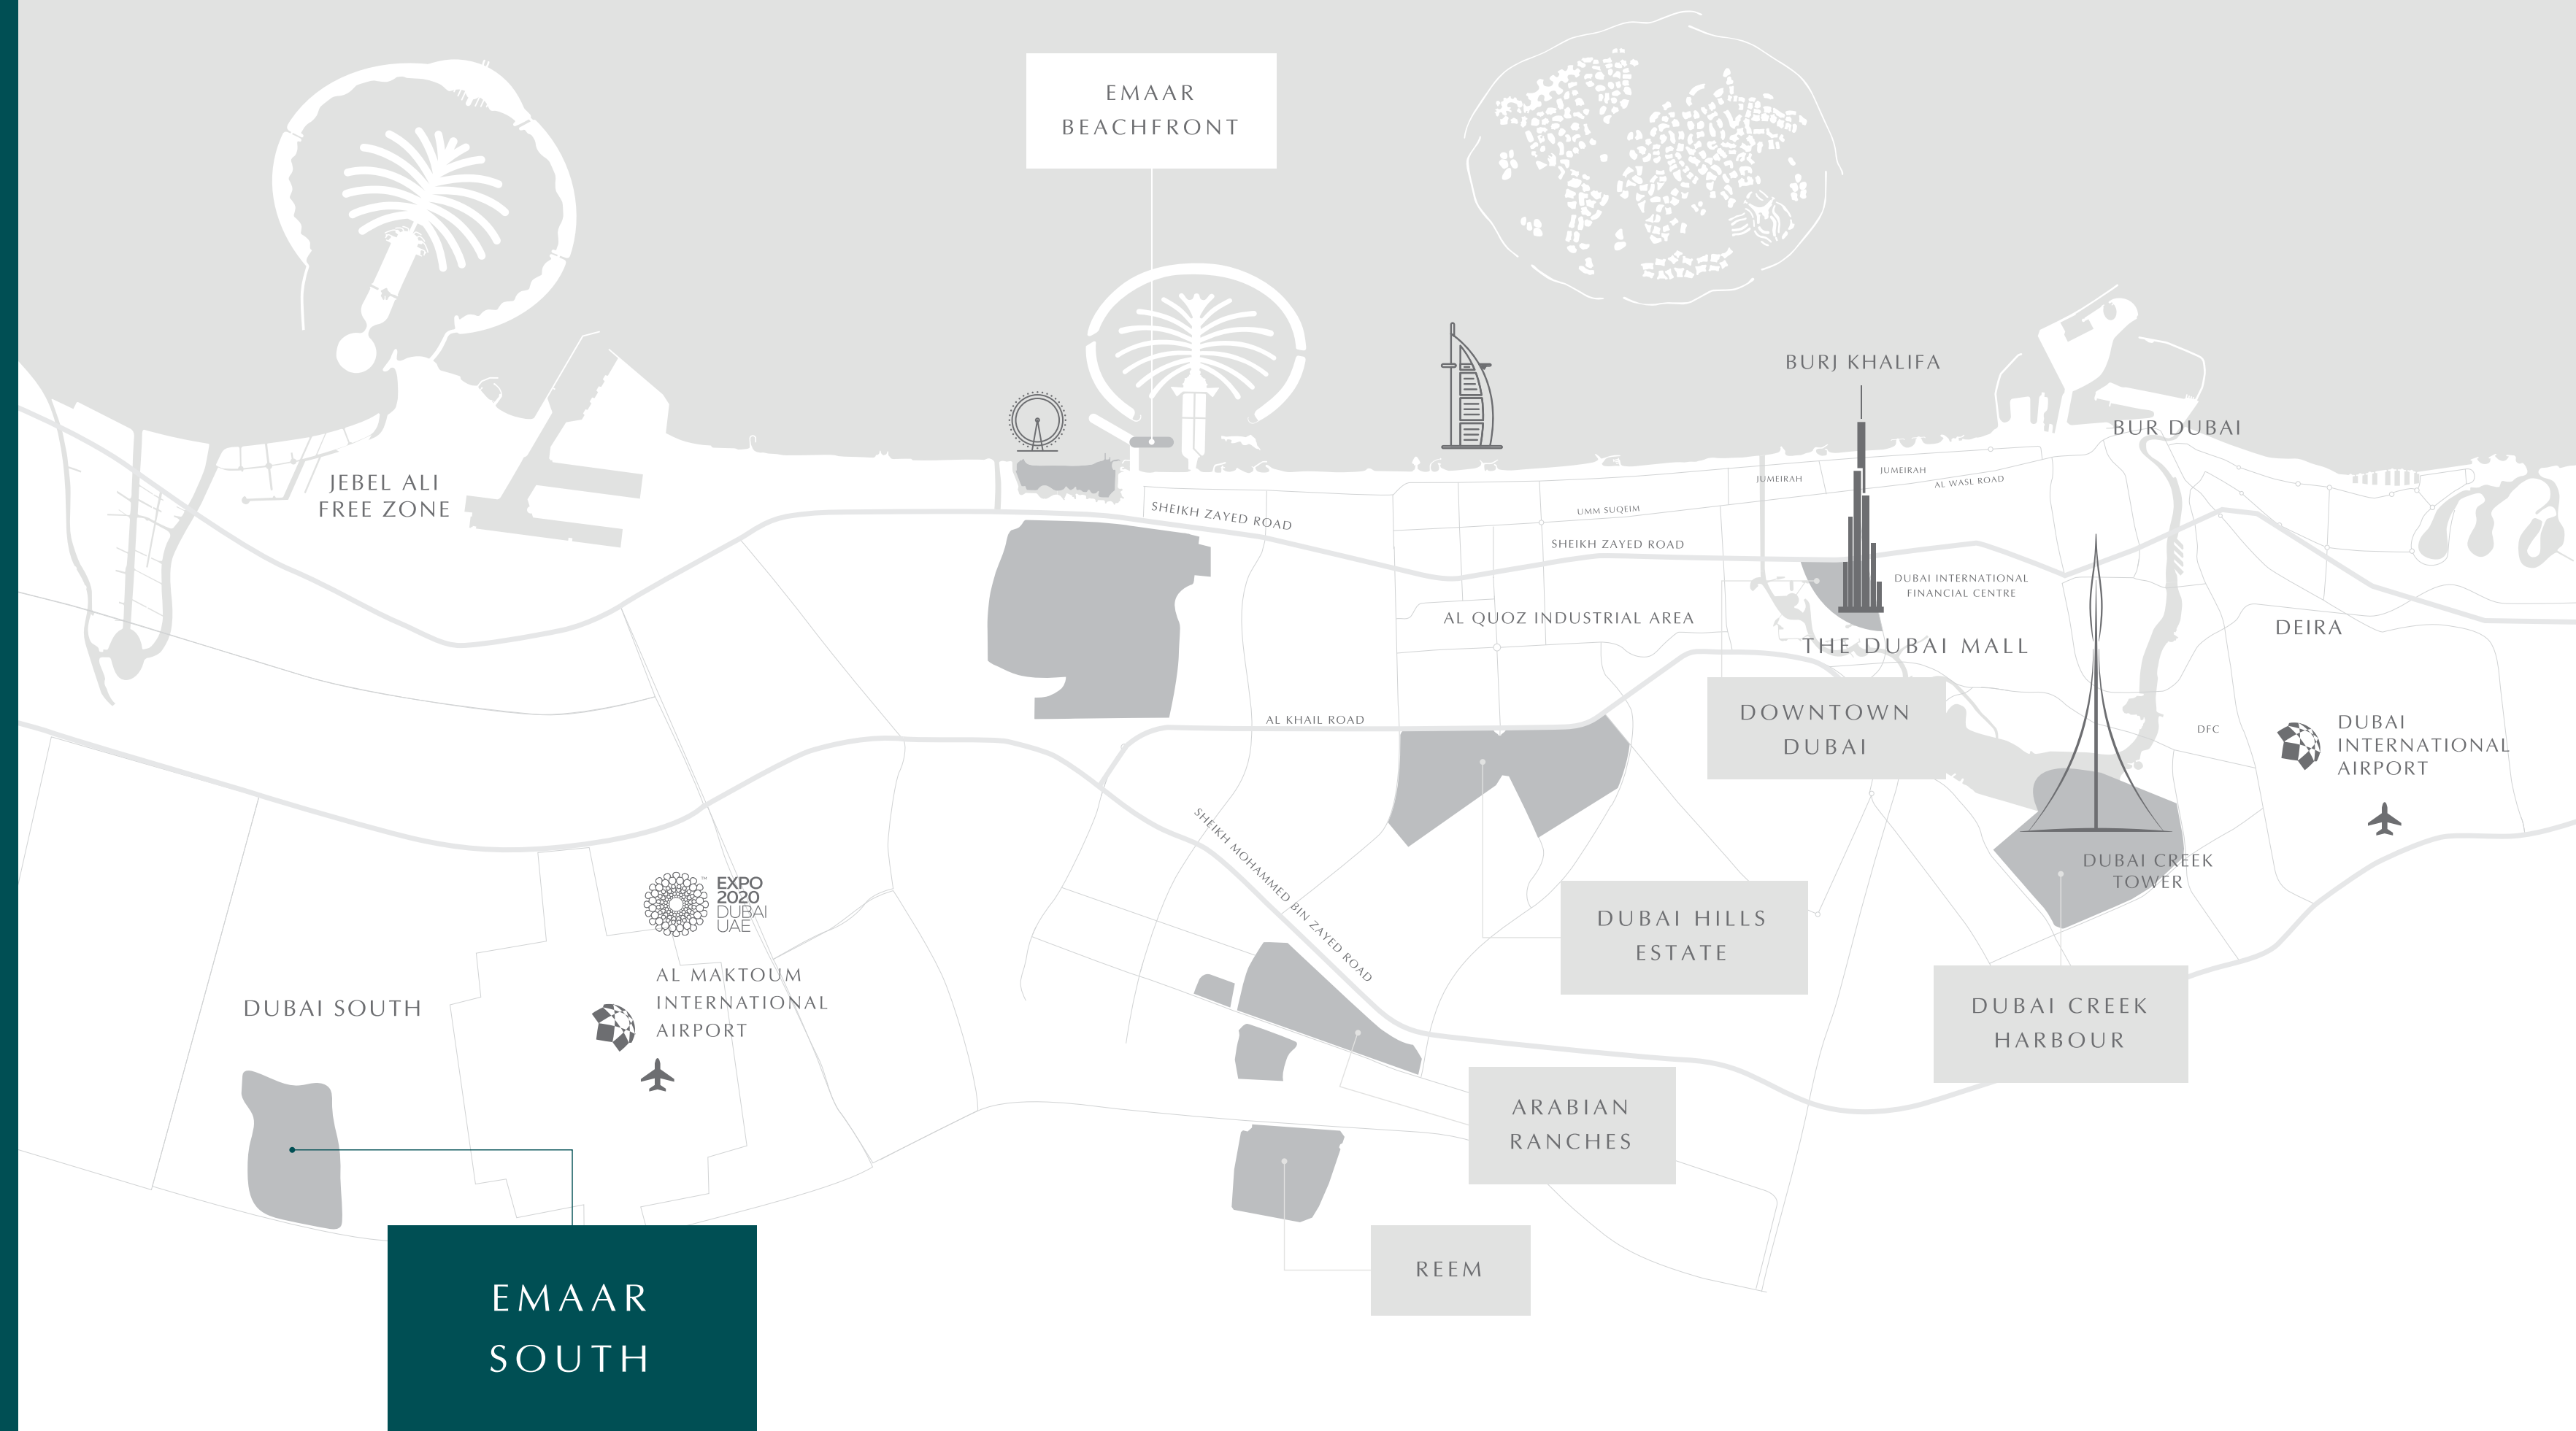 EMAAR
BEACHFRONT
BURJ KHALIFA
BUR DUBAI
JEBEL ALI
FREE ZONE
JUMEIRAH
JUMEIRAH
AL WASL ROAD
SHEIKH ZAYED ROAD
UMM SUQEIM
SHEIKH ZAYED ROAD
DUBAI INTERNATIONAL
FINANCIAL CENTRE
AL QUOZ INDUSTRIAL AREA
DEIRA
THE DUBAI MALL
DOWNTOWN
DUBAI
AL KHAIL ROAD
DFC
DUBAI
INTERNATIONAL
AIRPORT
SHEIKH MOHAMMED BIN ZAYED ROAD
DUBAI CREEK
TOWER
EXPO
2020
DUBAI
UAE
TM
DUBAI HILLS
ESTATE
AL MAKTOUM
INTERNATIONAL
AIRPORT
DUBAI SOUTH
DUBAI CREEK
HARBOUR
ARABIAN
RANCHES
REEM
EMAAR
SOUTH